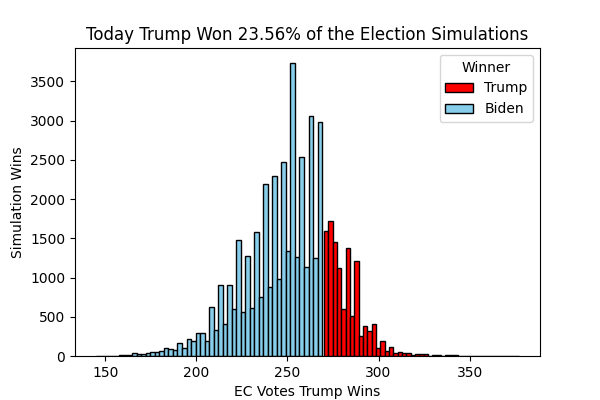 Today Trump Won 23.56% of the Election Simulations
Winner
Trump
Biden
Simulation Wins
3500
3000
2500
2000
1500
1000
500
0
150 200 250 300 350
EC Votes Trump Wins